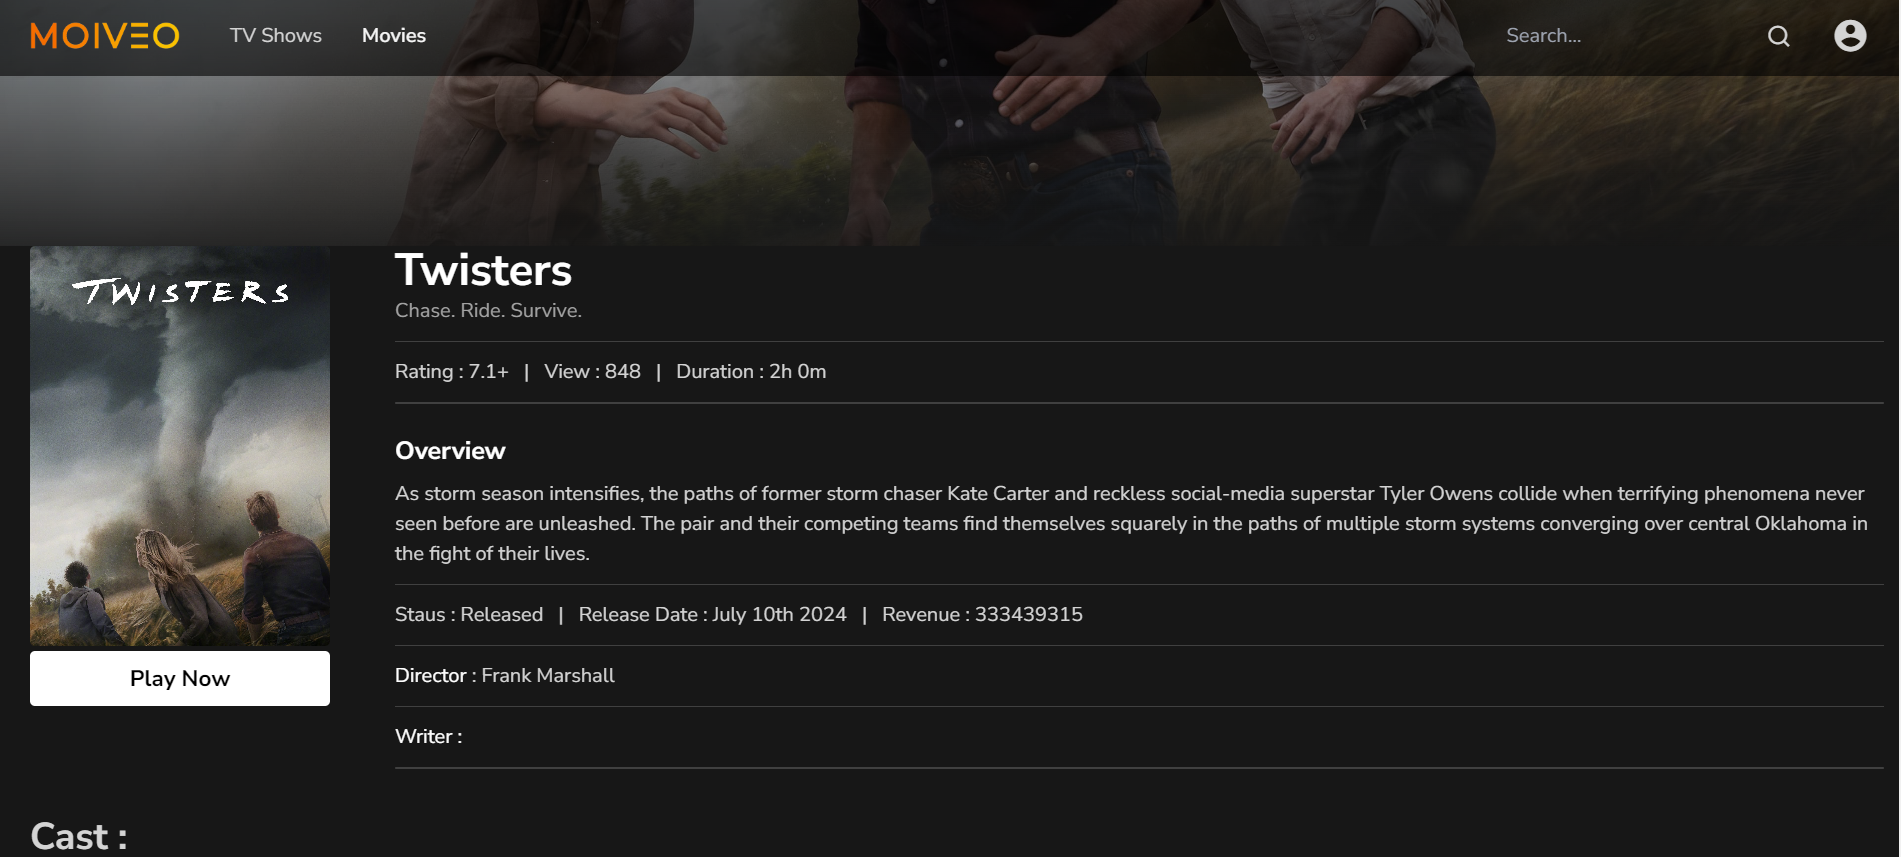 MOIVEO TV Shows Movies Search...
TWISTERS
Twisters
Chase. Ride. Survive.
Rating : 7.1+ | View : 848 | Duration : 2h 0m
Overview
As storm season intensifies, the paths of former storm chaser Kate Carter and reckless social-media superstar Tyler Owens collide when terrifying phenomena never
seen before are unleashed. The pair and their competing teams find themselves squarely in the paths of multiple storm systems converging over central Oklahoma in
the fight of their lives.
Staus : Released | Release Date : July 10th 2024 | Revenue : 333439315
Director : Frank Marshall
Writer :
Play Now
Cast :